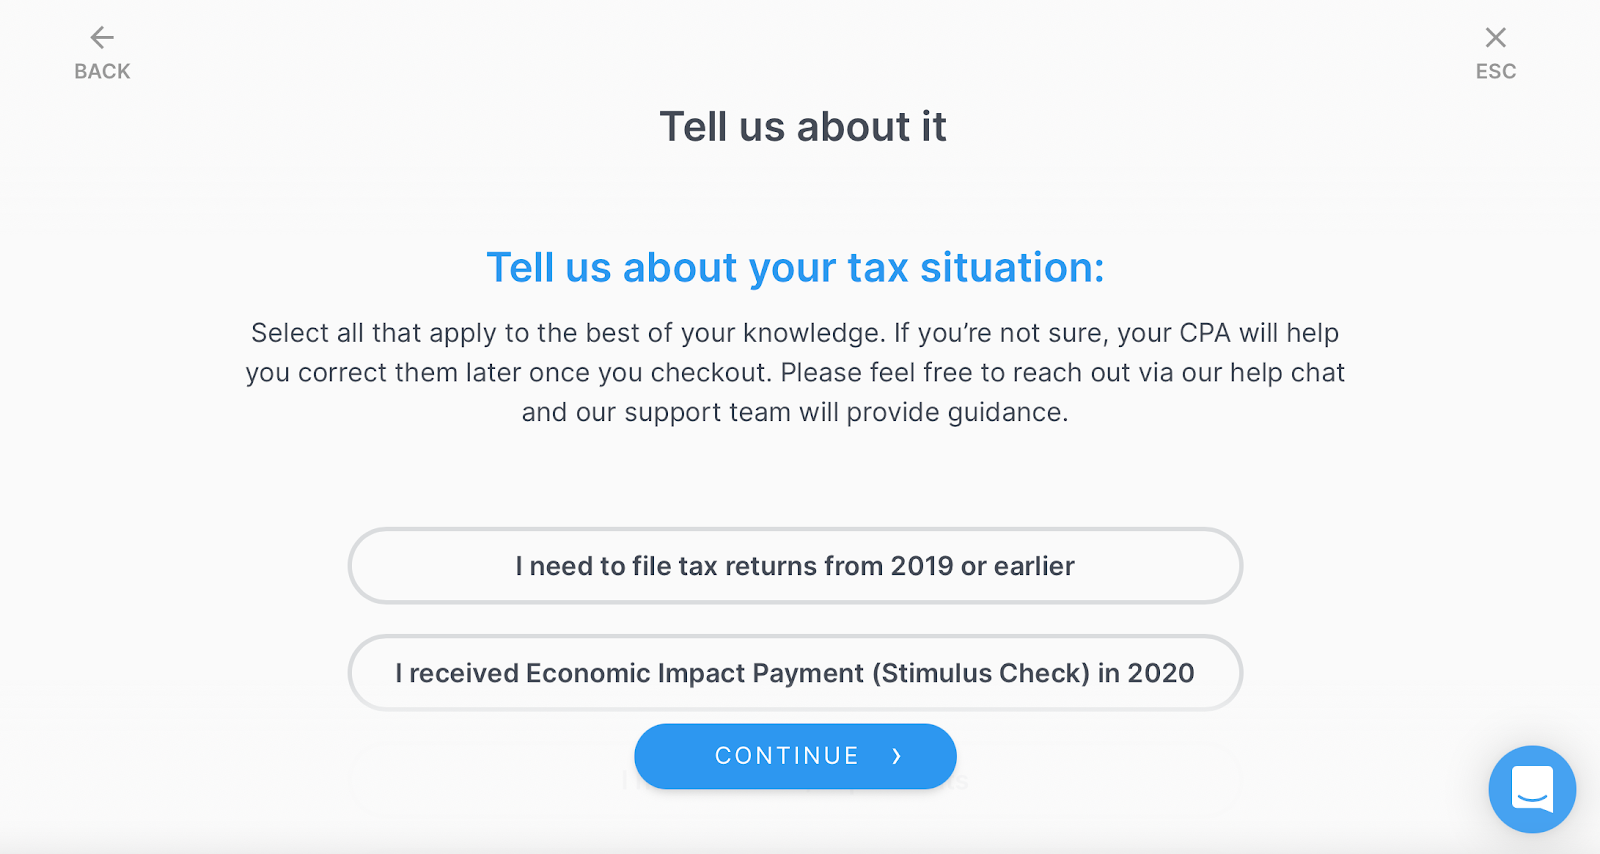 BACK
ESC
Tell us about it
Tell us about your tax situation:
Select all that apply to the best of your knowledge. If you’re not sure, your CPA will help
you correct them later once you checkout. Please feel free to reach out via our help chat
and our support team will provide guidance.
I need to file tax returns from 2019 or earlier
I received Economic Impact Payment (Stimulus Check) in 2020
CONTINUE